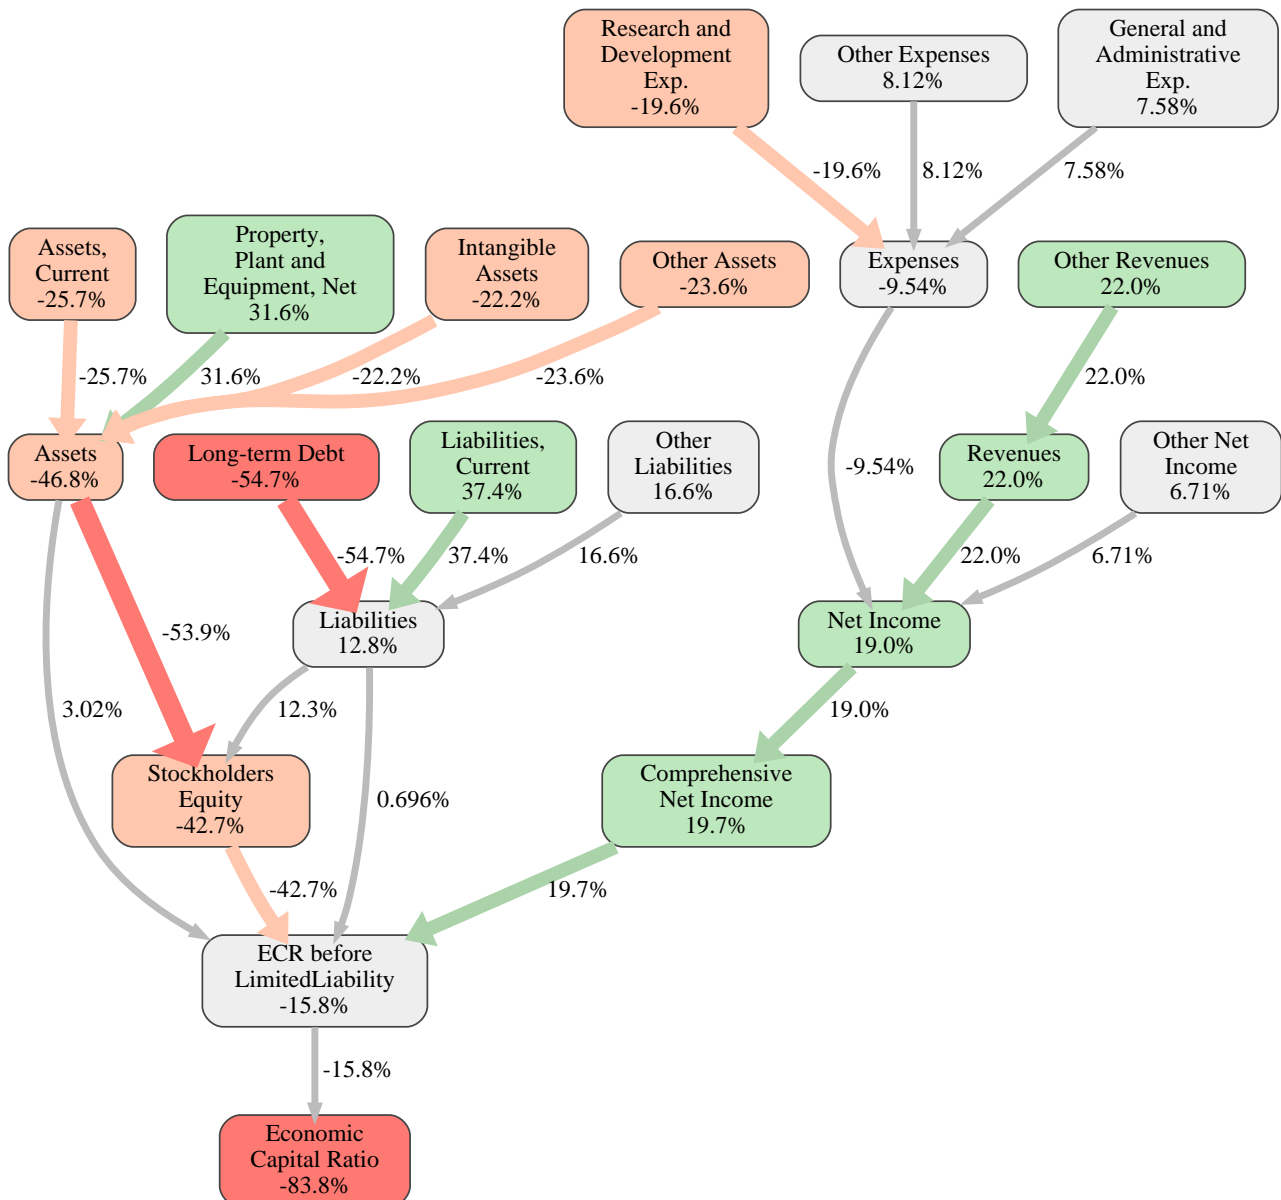 Research and
Development
Exp.
-19.6%
Other Expenses
8.12%
General and
Administrative
Exp.
7.58%
-19.6%
8.12%
7.58%
Assets,
Current
-25.7%
Property,
Plant and
Equipment, Net
31.6%
Intangible
Assets
-22.2%
Other Assets
-23.6%
Expenses
-9.54%
Other Revenues
22.0%
-25.7%
31.6%
-22.2%
-23.6%
22.0%
Assets
-46.8%
Long-term Debt
-54.7%
Liabilities,
Current
37.4%
Other
Liabilities
16.6%
-9.54%
Revenues
22.0%
Other Net
Income
6.71%
-54.7%
37.4%
16.6%
22.0%
6.71%
-53.9%
Liabilities
12.8%
Net Income
19.0%
3.02%
12.3%
19.0%
Stockholders
Equity
-42.7%
0.696%
Comprehensive
Net Income
19.7%
-42.7%
19.7%
ECR before
LimitedLiability
-15.8%
-15.8%
Economic
Capital Ratio
-83.8%